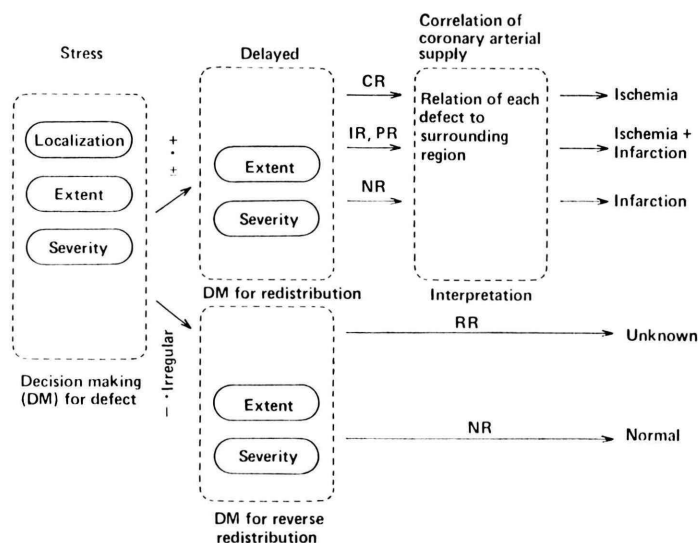 Stress
Localization
Extent
Severity
Decision making
(DM) for defect
+ · ±
− · Irregular
Delayed
Extent
Severity
DM for redistribution
Extent
Severity
DM for reverse
redistribution
CR
IR, PR
NR
Correlation of
coronary arterial
supply
Relation of each
defect to
surrounding
region
Interpretation
Ischemia
Ischemia +
Infarction
Infarction
RR
Unknown
NR
Normal